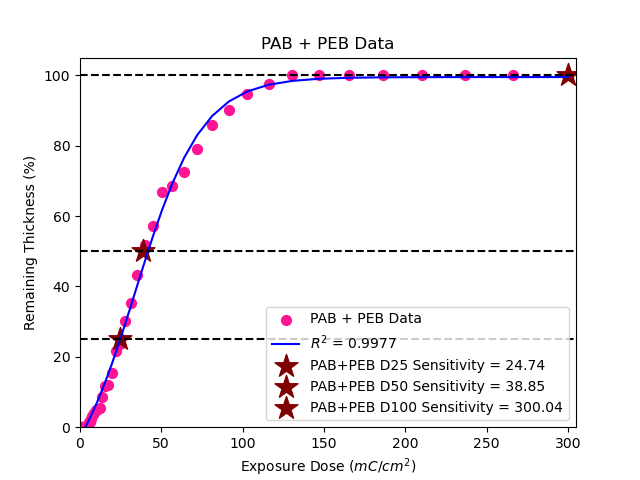 PAB + PEB Data
100
80
60
40
20
0
Remaining Thickness (%)
PAB + PEB Data
R² = 0.9977
PAB+PEB D25 Sensitivity = 24.74
PAB+PEB D50 Sensitivity = 38.85
PAB+PEB D100 Sensitivity = 300.04
0 50 100 150 200 250 300
Exposure Dose (mC/cm²)